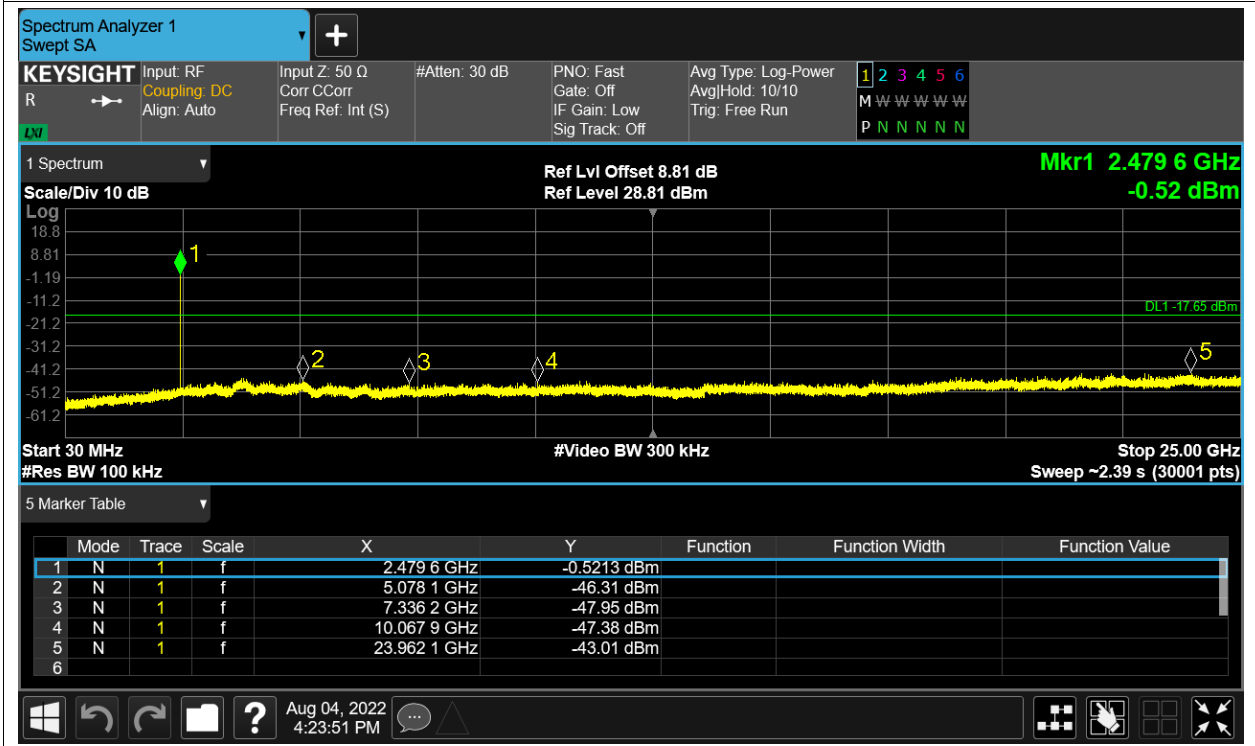 Spectrum Analyzer 1
Swept SA
KEYSIGHT
R
LXI
Input: RF
Coupling: DC
Align: Auto
Input Z: 50 Ω
Corr CCorr
Freq Ref: Int (S)
#Atten: 30 dB
PNO: Fast
Gate: Off
IF Gain: Low
Sig Track: Off
Avg Type: Log-Power
Avg|Hold: 10/10
Trig: Free Run
1 2 3 4 5 6
M W W W W W
P N N N N N
1 Spectrum
Scale/Div 10 dB
Ref Lvl Offset 8.81 dB
Ref Level 28.81 dBm
Mkr1 2.479 6 GHz
-0.52 dBm
Log
18.8
8.81
-1.19
-11.2
-21.2
-31.2
-41.2
-51.2
-61.2
1
2
3
4
5
DL1 -17.65 dBm
Start 30 MHz
#Video BW 300 kHz
Stop 25.00 GHz
#Res BW 100 kHz
Sweep ~2.39 s (30001 pts)
5 Marker Table
Mode Trace Scale X Y Function Function Width Function Value
1 N 1 f 2.479 6 GHz -0.5213 dBm
2 N 1 f 5.078 1 GHz -46.31 dBm
3 N 1 f 7.336 2 GHz -47.95 dBm
4 N 1 f 10.067 9 GHz -47.38 dBm
5 N 1 f 23.962 1 GHz -43.01 dBm
6
?
Aug 04, 2022
4:23:51 PM